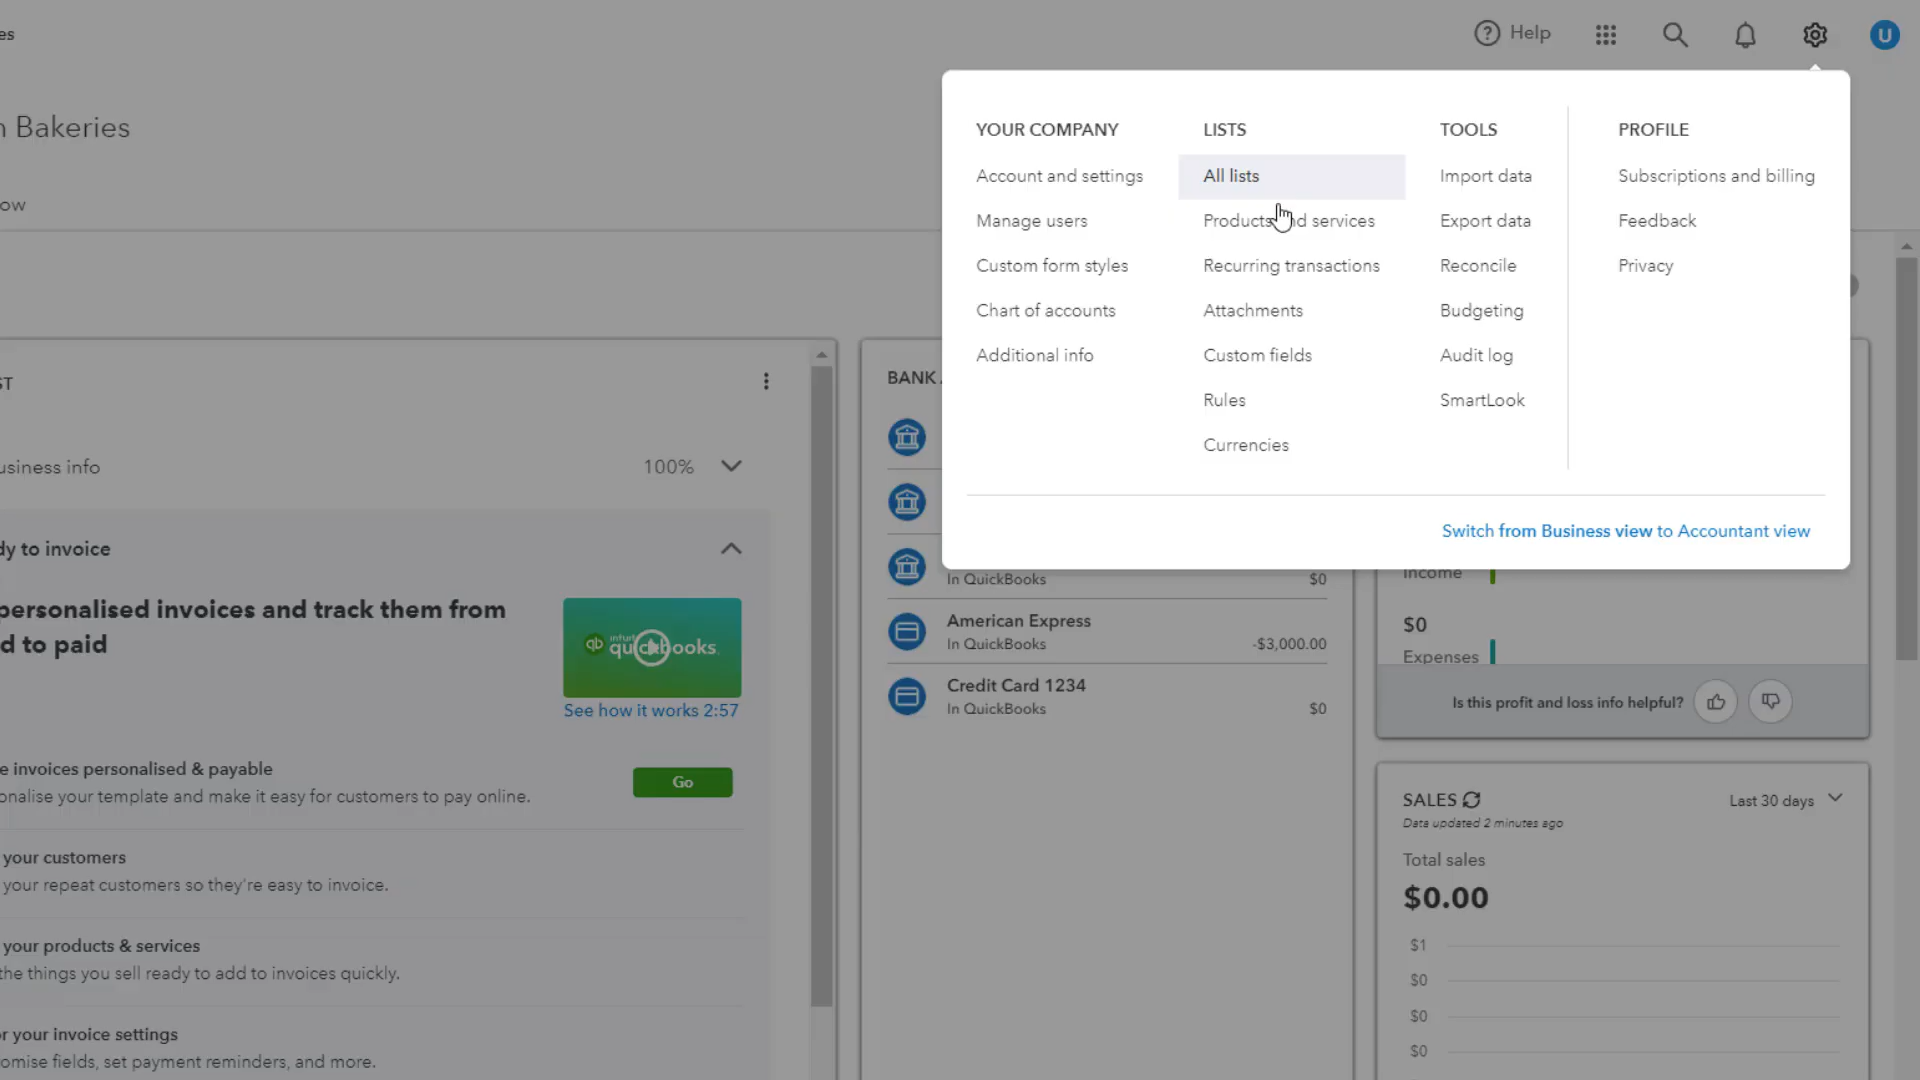 es
Help
U
n Bakeries
ow
YOUR COMPANY
Account and settings
Manage users
Custom form styles
Chart of accounts
Additional info
LISTS
All lists
Products and services
Recurring transactions
Attachments
Custom fields
Rules
Currencies
TOOLS
Import data
Export data
Reconcile
Budgeting
Audit log
SmartLook
PROFILE
Subscriptions and billing
Feedback
Privacy
Switch from Business view to Accountant view
ST
usiness info
100%
dy to invoice
personalised invoices and track them from
d to paid
qb intuit quickbooks.
See how it works 2:57
e invoices personalised & payable
onalise your template and make it easy for customers to pay online.
Go
your customers
your repeat customers so they're easy to invoice.
your products & services
the things you sell ready to add to invoices quickly.
or your invoice settings
omise fields, set payment reminders, and more.
BANK
In QuickBooks
$0
American Express
In QuickBooks
-$3,000.00
Credit Card 1234
In QuickBooks
$0
Income
$0
Expenses
Is this profit and loss info helpful?
SALES
Last 30 days
Data updated 2 minutes ago
Total sales
$0.00
$1
$0
$0
$0